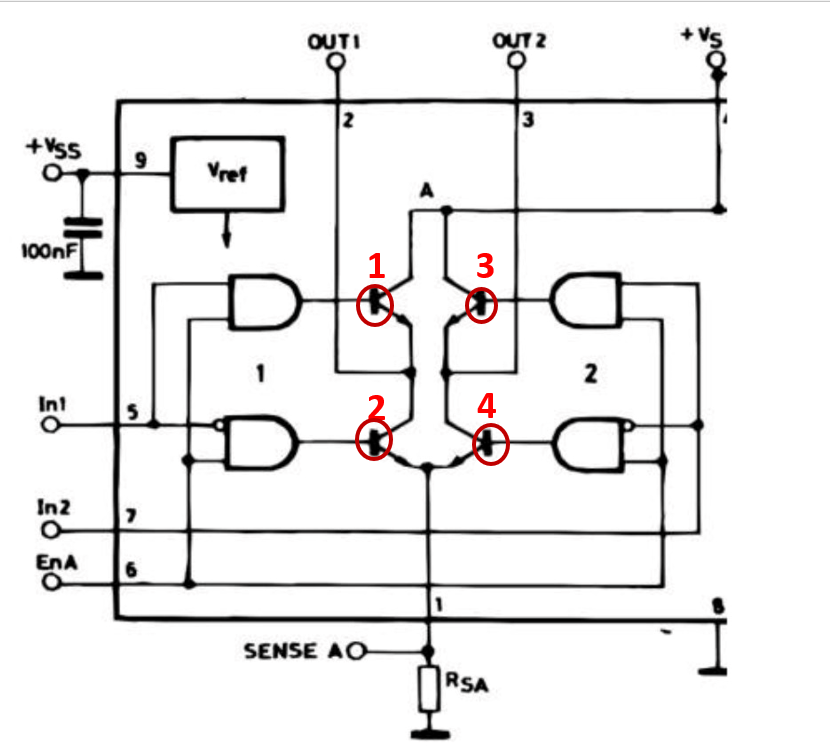 OUT1
OUT2
+VS
2
3
+VSS
9
Vref
A
100nF
1
3
1
2
In1
5
2
4
In2
7
EnA
6
1
8
SENSE A
RSA